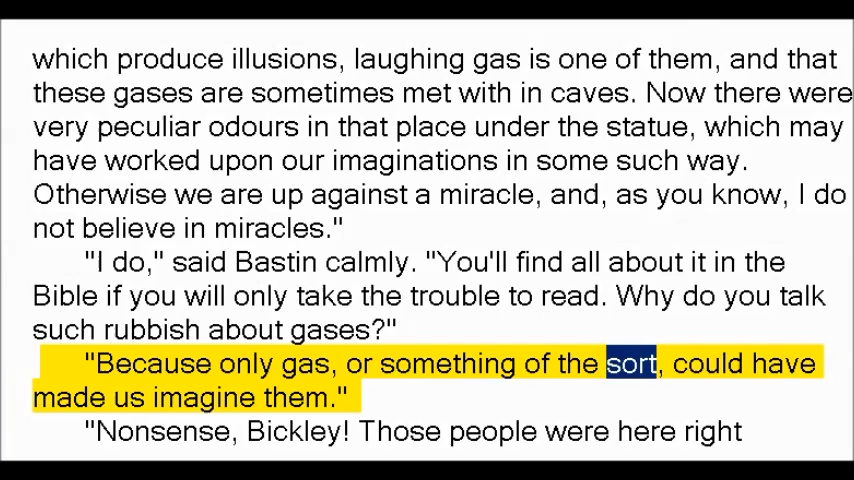 which produce illusions, laughing gas is one of them, and that
these gases are sometimes met with in caves. Now there were
very peculiar odours in that place under the statue, which may
have worked upon our imaginations in some such way.
Otherwise we are up against a miracle, and, as you know, I do
not believe in miracles."
"I do," said Bastin calmly. "You'll find all about it in the
Bible if you will only take the trouble to read. Why do you talk
such rubbish about gases?"
"Because only gas, or something of the sort, could have
made us imagine them."
"Nonsense, Bickley! Those people were here right